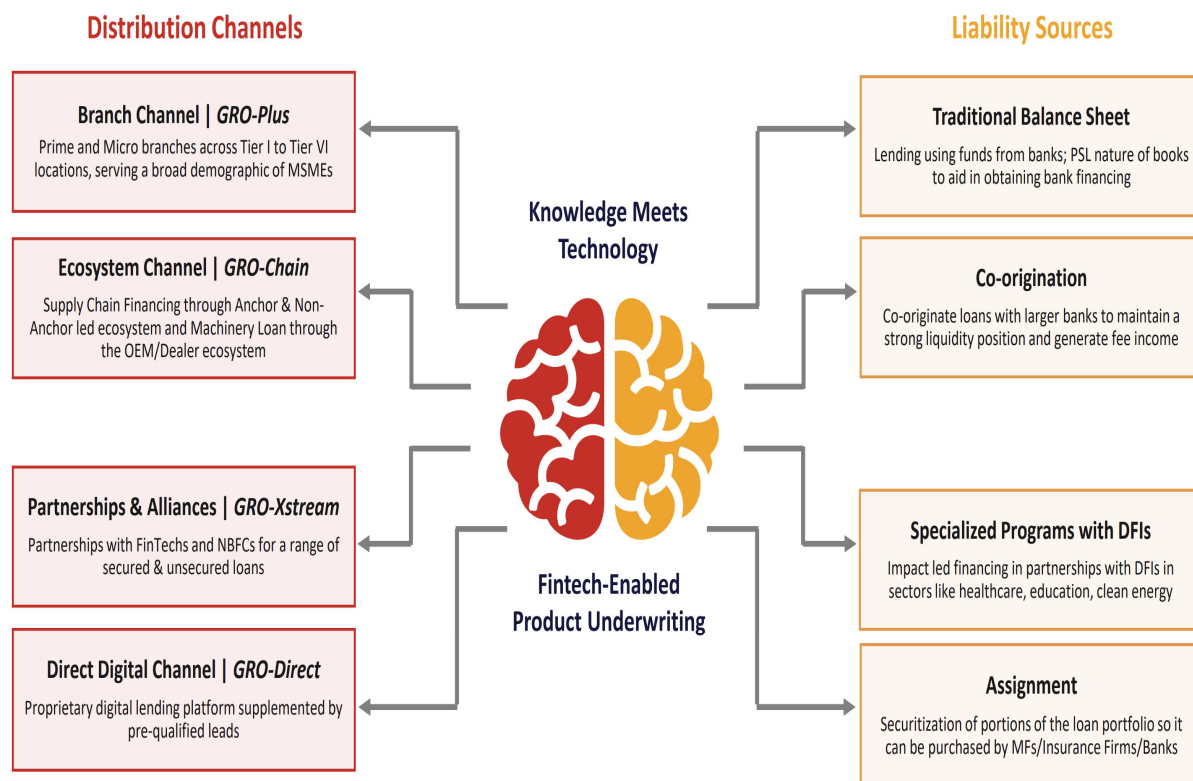 Distribution Channels
Branch Channel | GRO-Plus
Prime and Micro branches across Tier I to Tier VI
locations, serving a broad demographic of MSMEs
Ecosystem Channel | GRO-Chain
Supply Chain Financing through Anchor & Non-
Anchor led ecosystem and Machinery Loan through
the OEM/Dealer ecosystem
Partnerships & Alliances | GRO-Xstream
Partnerships with FinTechs and NBFCs for a range of
secured & unsecured loans
Direct Digital Channel | GRO-Direct
Proprietary digital lending platform supplemented by
pre-qualified leads
Knowledge Meets
Technology
Fintech-Enabled
Product Underwriting
Liability Sources
Traditional Balance Sheet
Lending using funds from banks; PSL nature of books
to aid in obtaining bank financing
Co-origination
Co-originate loans with larger banks to maintain a
strong liquidity position and generate fee income
Specialized Programs with DFIs
Impact led financing in partnerships with DFIs in
sectors like healthcare, education, clean energy
Assignment
Securitization of portions of the loan portfolio so it
can be purchased by MFs/Insurance Firms/Banks